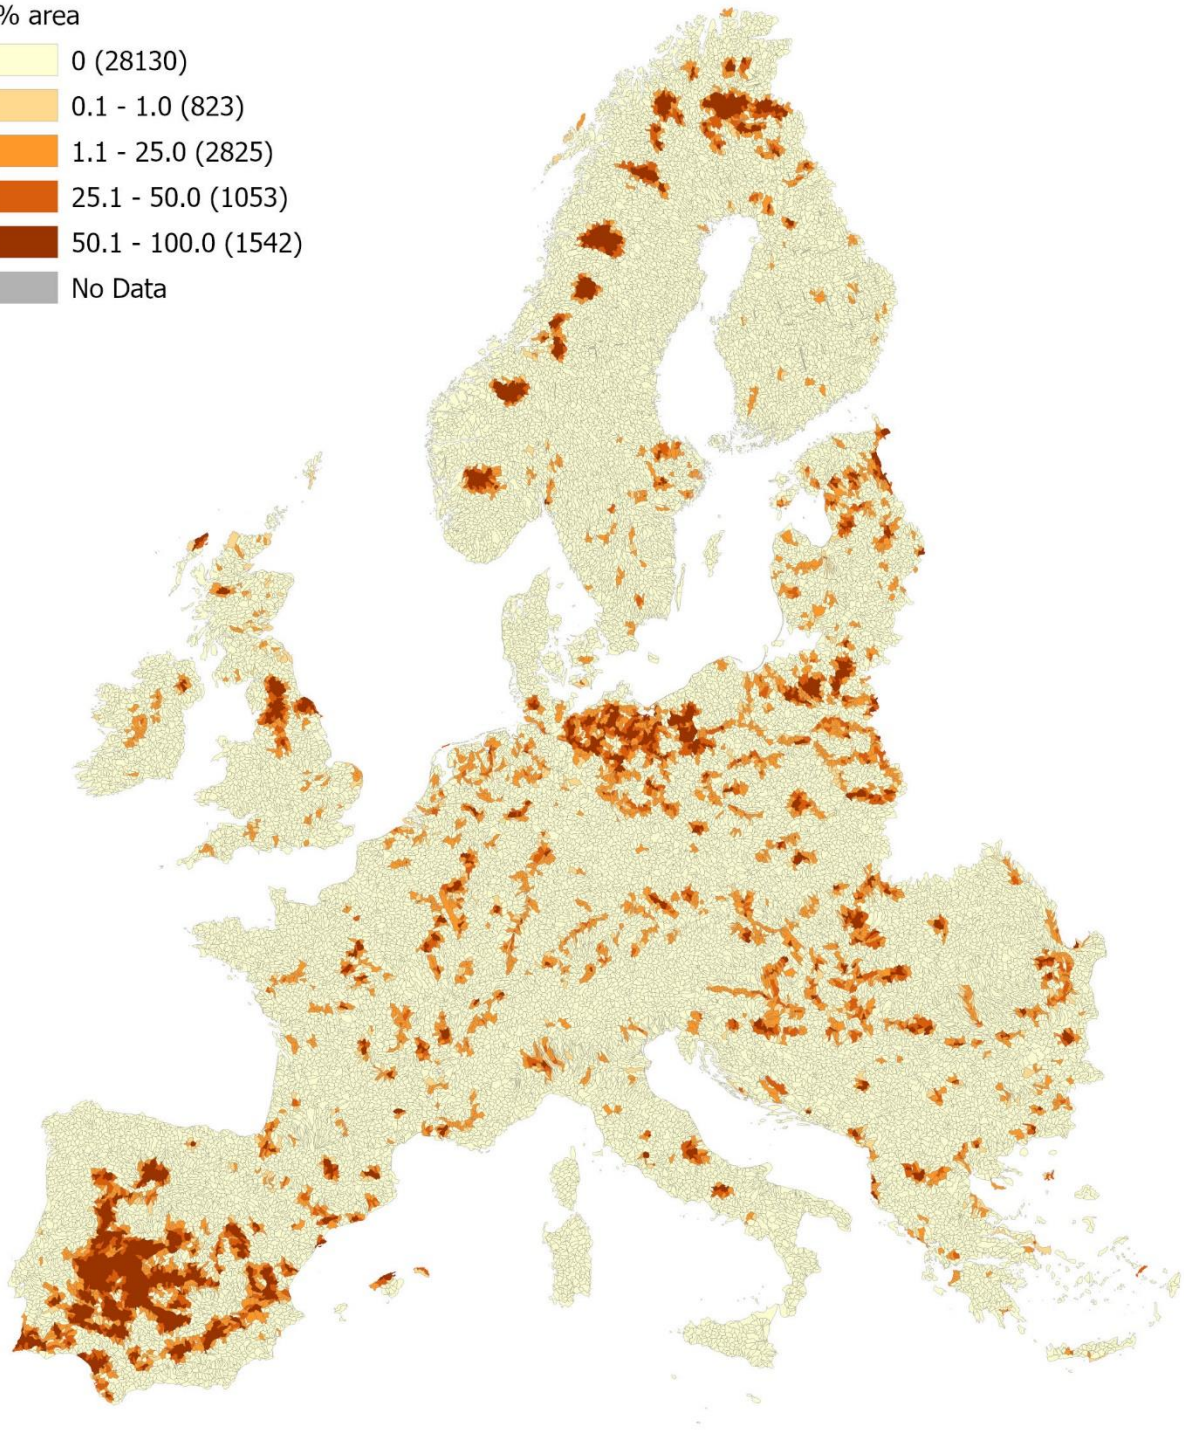 % area
0 (28130)
0.1 - 1.0 (823)
1.1 - 25.0 (2825)
25.1 - 50.0 (1053)
50.1 - 100.0 (1542)
No Data